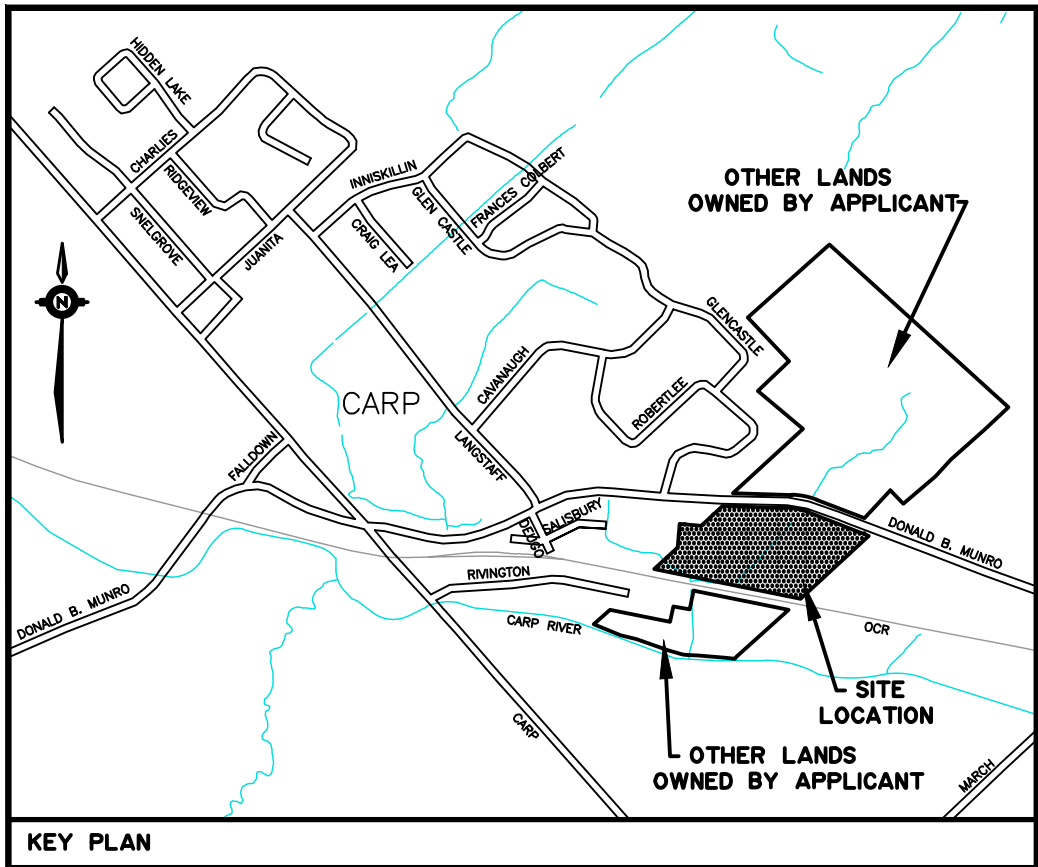 HIDDEN LAKE
CHARLIES
RIDGEVIEW
SNELGROVE
JUANITA
INNISKILLIN
CRAIG LEA
GLEN CASTLE
FRANCES COLBERT
OTHER LANDS
OWNED BY APPLICANT
N
GLENCASTLE
CAVANAUGH
CARP
ROBERTLEE
FALLDOWN
LANGSTAFF
SALISBURY
DONALD B. MUNRO
RIVINGTON
DONALD B. MUNRO
CARP RIVER
OCR
SITE
LOCATION
CARP
OTHER LANDS
OWNED BY APPLICANT
MARCH
KEY PLAN